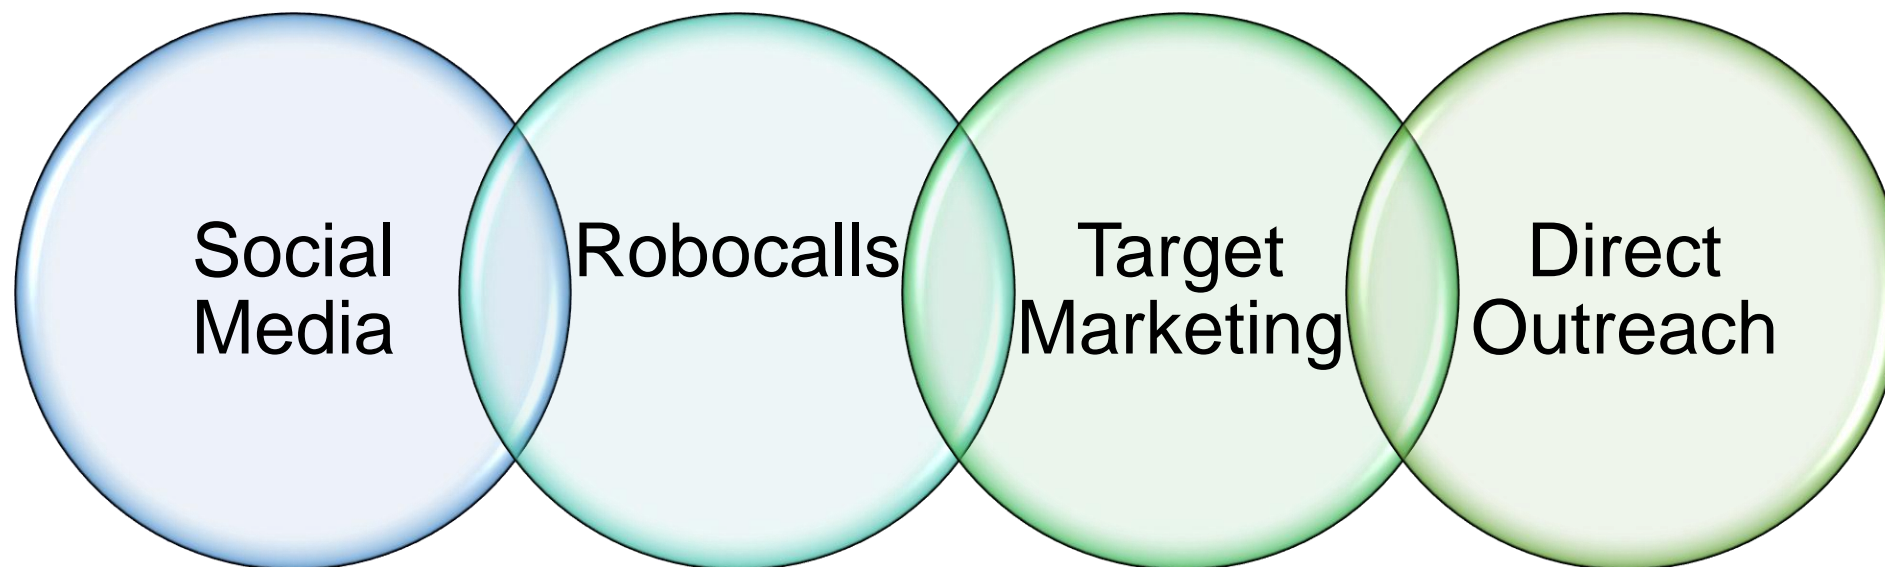 Social
Media
Robocalls
Target
Marketing
Direct
Outreach